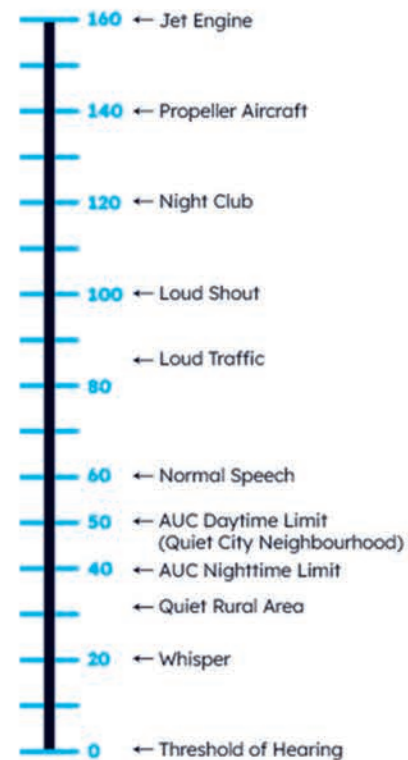 160 ← Jet Engine
140 ← Propeller Aircraft
120 ← Night Club
100 ← Loud Shout
← Loud Traffic
80
60 ← Normal Speech
50 ← AUC Daytime Limit
(Quiet City Neighbourhood)
40 ← AUC Nighttime Limit
← Quiet Rural Area
20 ← Whisper
0 ← Threshold of Hearing